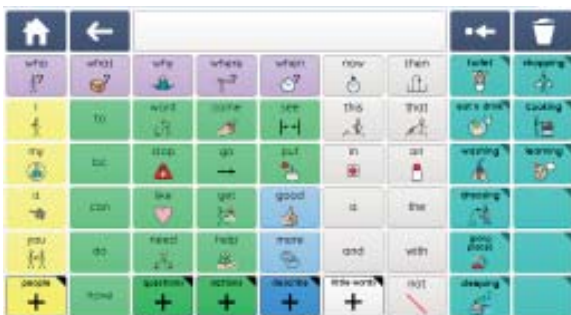 who what why where when now then toilet shopping
I to want come see this that eat n drink cooking
my be stop go put in on washing learning
it can like get good a the dressing
you do need help more and with going places
people have questions actions describe little words not sleeping